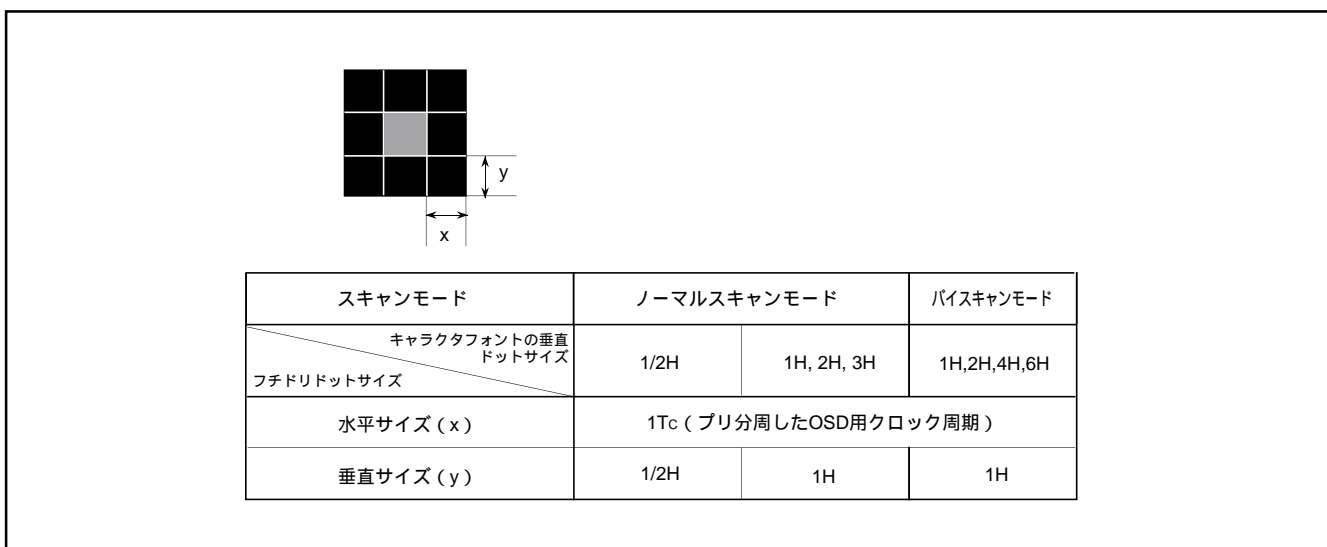 y
x
スキャンモード ノーマルスキャンモード バイスキャンモード
キャラクタフォントの垂直
ドットサイズ
フチドリドットサイズ
1/2H 1H, 2H, 3H 1H,2H,4H,6H
水平サイズ(x) 1Tc(プリ分周したOSD用クロック周期)
垂直サイズ(y) 1/2H 1H 1H